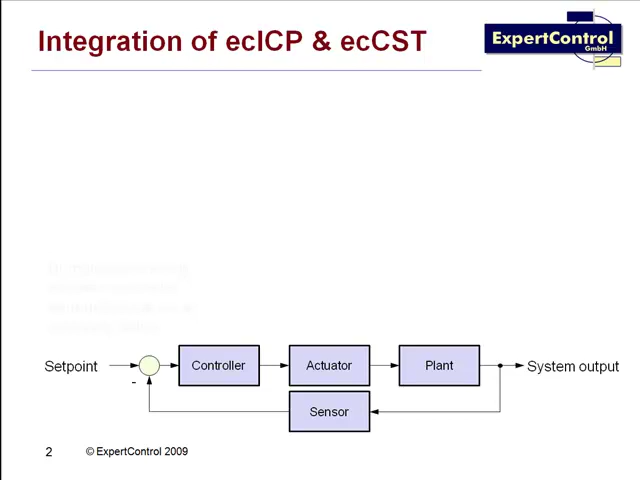 Integration of ecICP & ecCST
ExpertControl
GmbH
Setpoint
Controller
Actuator
Plant
System output
-
Sensor
2
© ExpertControl 2009